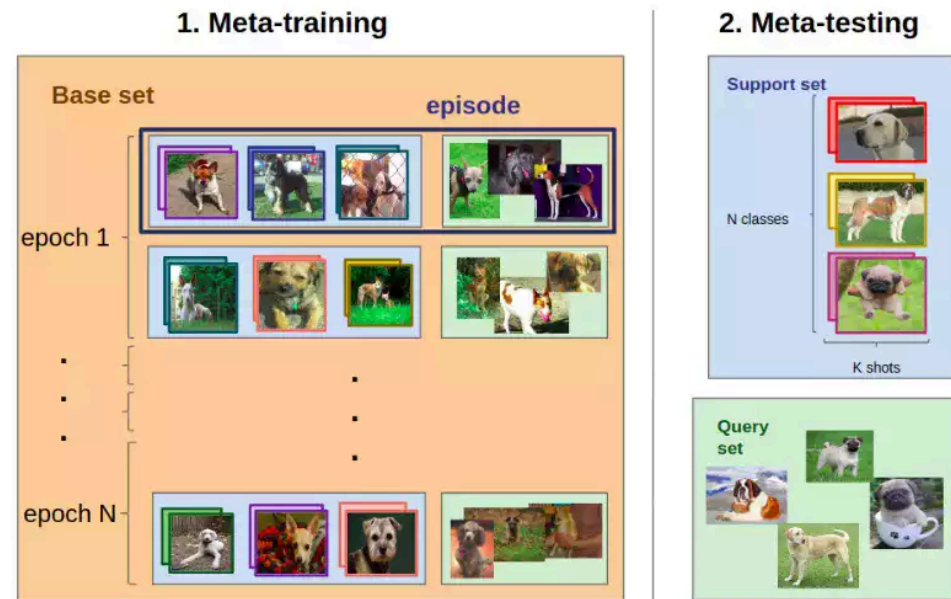 1. Meta-training
Base set
episode
epoch 1
epoch N
2. Meta-testing
Support set
N classes
K shots
Query
set